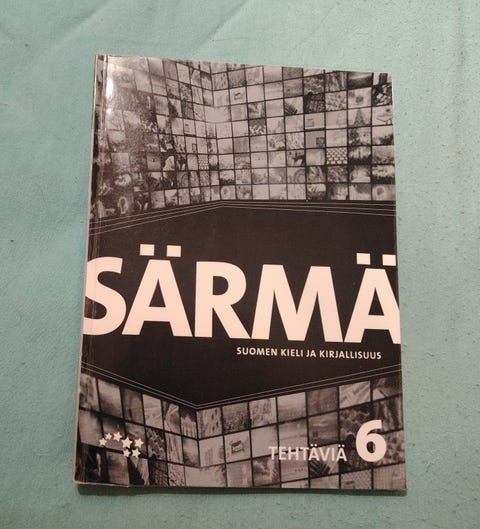 SÄRMÄ
SUOMEN KIELI JA KIRJALLISUUS
TEHTÄVIÄ 6